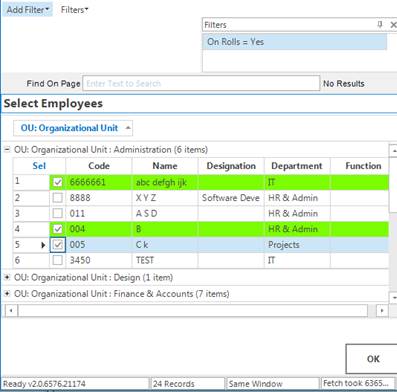 Add Filter Filters
Filters
On Rolls = Yes
Find On Page Enter Text to Search No Results
Select Employees
OU: Organizational Unit
OU: Organizational Unit : Administration (6 items)
Sel Code Name Designation Department Function
1 6666661 abc defgh ijk IT
2 8888 X Y Z Software Deve HR & Admin
3 011 A S D HR & Admin
4 004 B HR & Admin
5 005 C k Projects
6 3450 TEST IT
OU: Organizational Unit : Design (1 item)
OU: Organizational Unit : Finance & Accounts (7 items)
OK
Ready v2.0.6576.21174 24 Records Same Window Fetch took 6365...